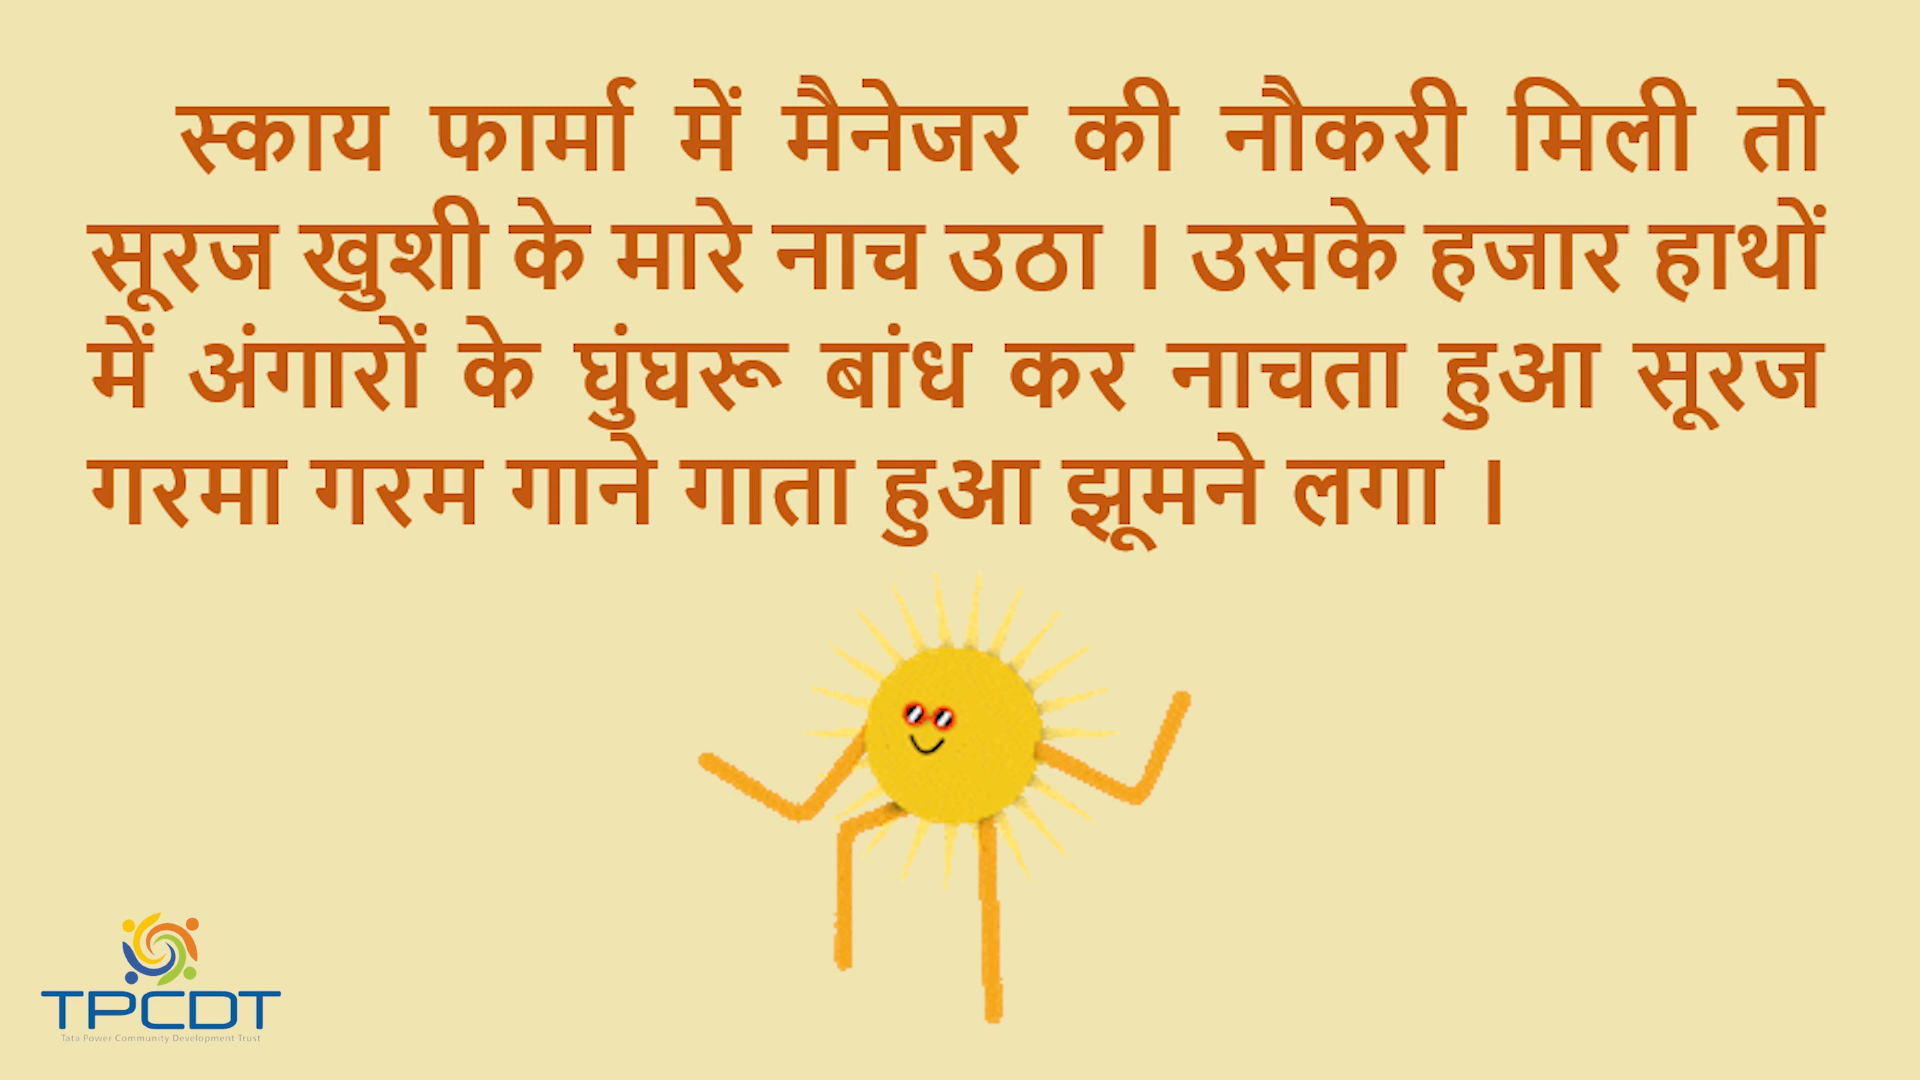 स्काय फार्मा में मैनेजर की नौकरी मिली तो
सूरज खुशी के मारे नाच उठा । उसके हजार हाथों
में अंगारों के घुंघरू बांध कर नाचता हुआ सूरज
गरमा गरम गाने गाता हुआ झूमने लगा ।
TPCDT
Tata Power Community Development Trust